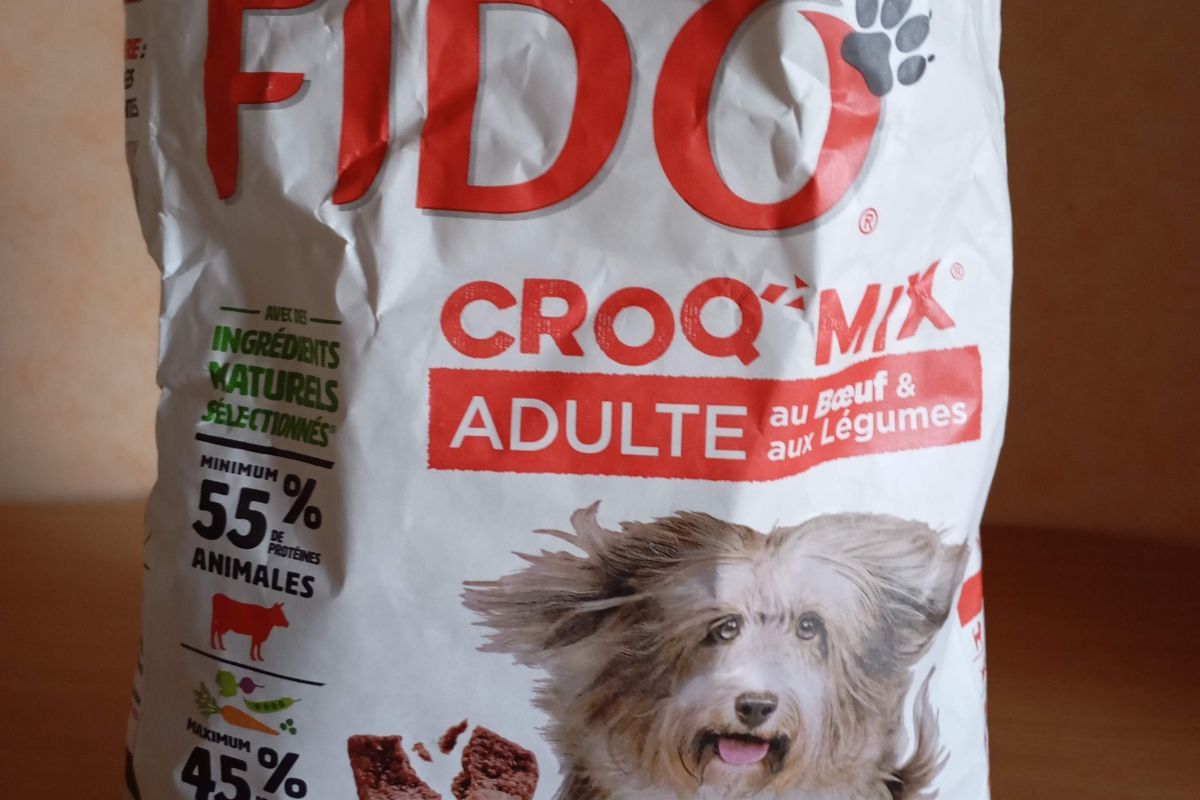 FIDO
®
CROQ' MIX®
ADULTE au Bœuf &
aux Légumes
AVEC DES
INGRÉDIENTS
NATURELS
SÉLECTIONNÉS*
MINIMUM
55%
DE
PROTÉINES
ANIMALES
MAXIMUM
45%